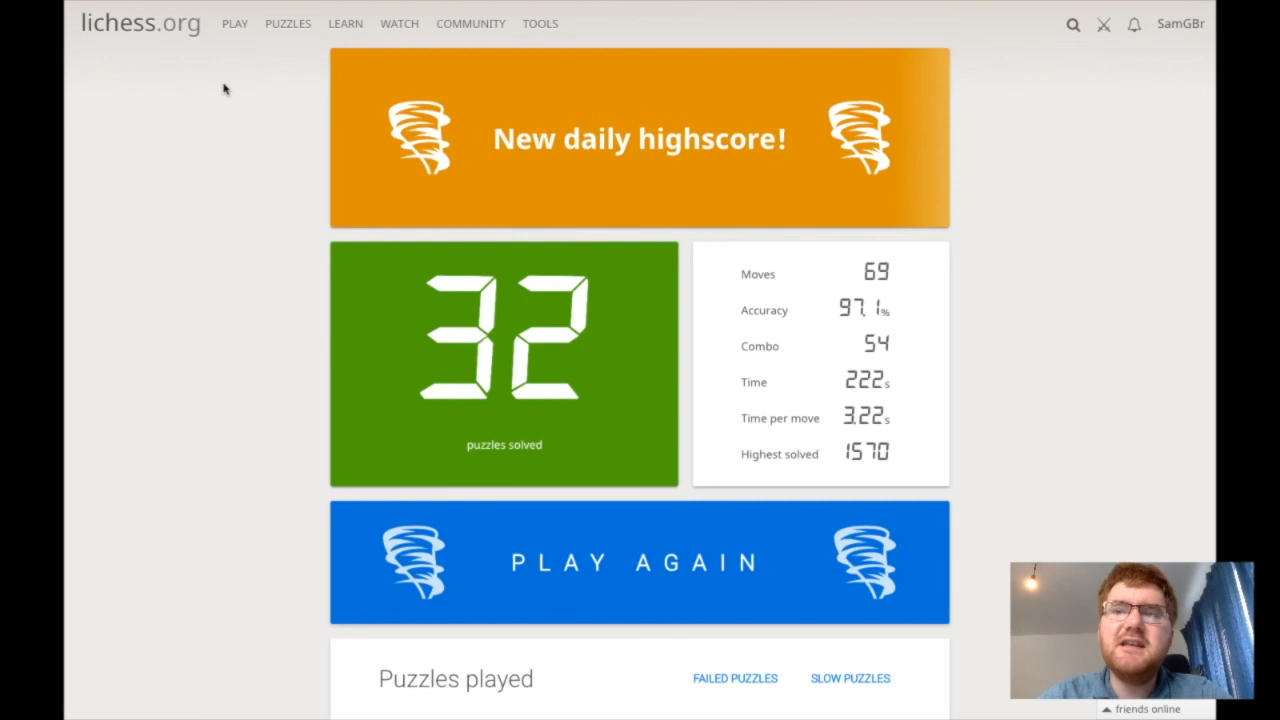 lichess.org PLAY PUZZLES LEARN WATCH COMMUNITY TOOLS SamGBr
New daily highscore!
32
puzzles solved
Moves 69
Accuracy 97.1%
Combo 54
Time 222s
Time per move 3.22s
Highest solved 1570
PLAY AGAIN
Puzzles played FAILED PUZZLES SLOW PUZZLES
friends online